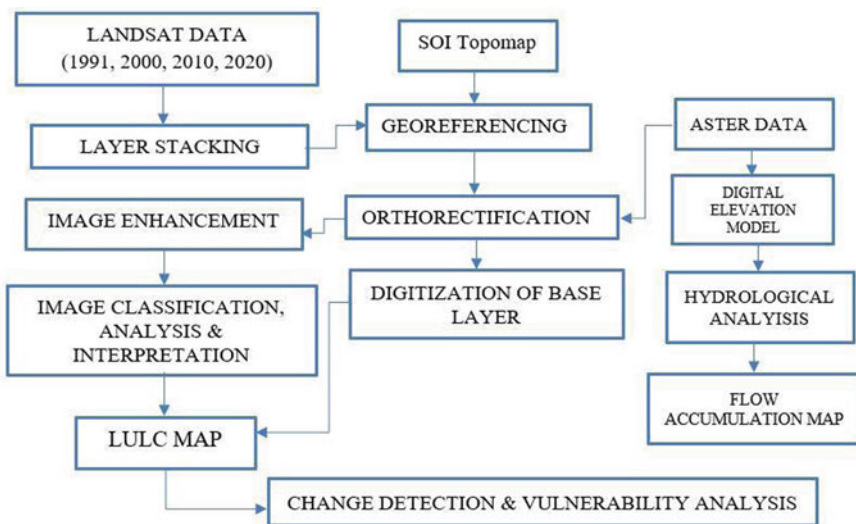 LANDSAT DATA
(1991, 2000, 2010, 2020)
SOI Topomap
LAYER STACKING
GEOREFERENCING
ASTER DATA
IMAGE ENHANCEMENT
ORTHORECTIFICATION
DIGITAL
ELEVATION
MODEL
IMAGE CLASSIFICATION,
ANALYSIS &
INTERPRETATION
DIGITIZATION OF BASE
LAYER
HYDROLOGICAL
ANALYISIS
LULC MAP
FLOW
ACCUMULATION MAP
CHANGE DETECTION & VULNERABILITY ANALYSIS